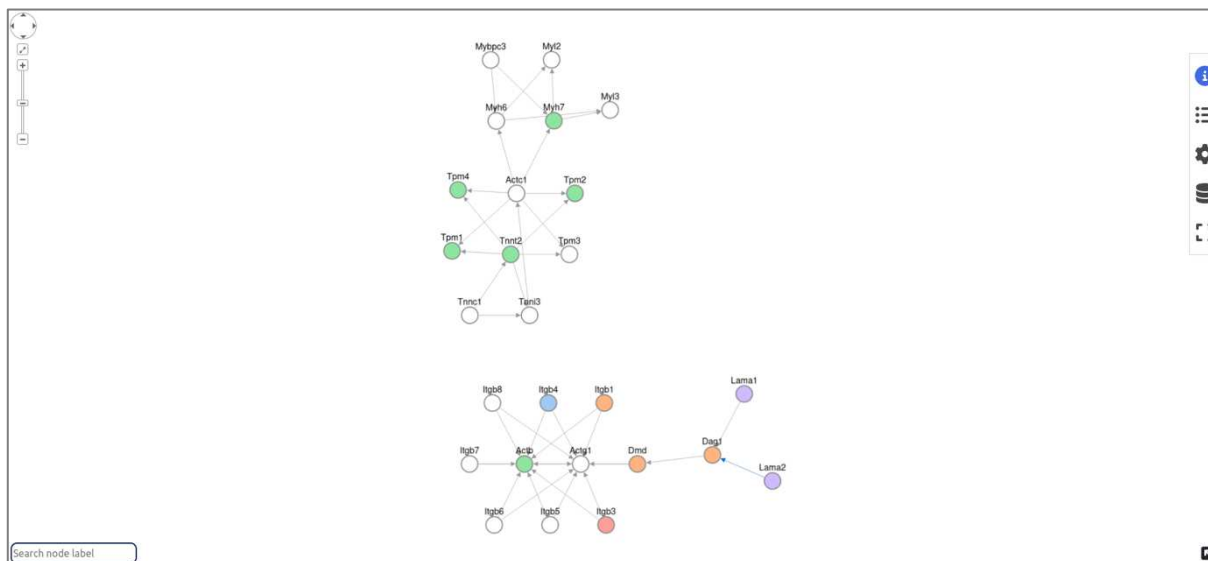 Mybpc3 Myl2
Myh6 Myh7 Myl3
Tpm4 Actc1 Tpm2
Tpm1 Tnnt2 Tpm3
Tnnc1 Tnni3
Itgb8 Itgb4 Itgb1 Lama1
Itgb7 Actb Actg1 Dmd Dag1
Lama2
Itgb6 Itgb5 Itgb3
Search node label